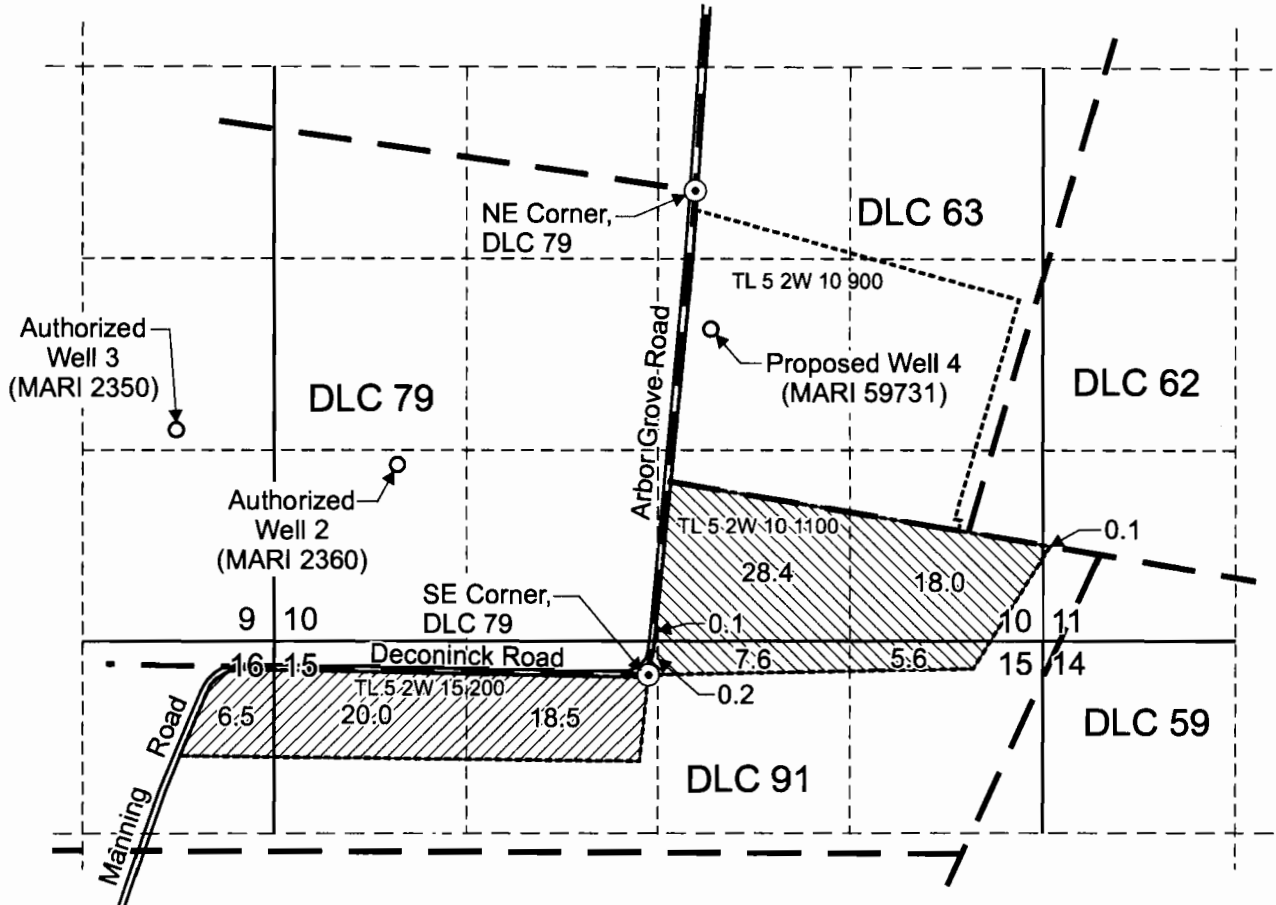 NE Corner,
DLC 79
DLC 63
TL 5 2W 10 900
Authorized
Well 3
(MARI 2350)
Arbor Grove Road
Proposed Well 4
(MARI 59731)
DLC 79
DLC 62
Authorized
Well 2
(MARI 2360)
TL 5 2W 10 1100
0.1
28.4
18.0
SE Corner,
DLC 79
9 10
0.1
10 11
Deconinck Road
16 15
7.6
5.6
15 14
TL 5 2W 15 200
0.2
6.5
20.0
18.5
DLC 59
Manning Road
DLC 91